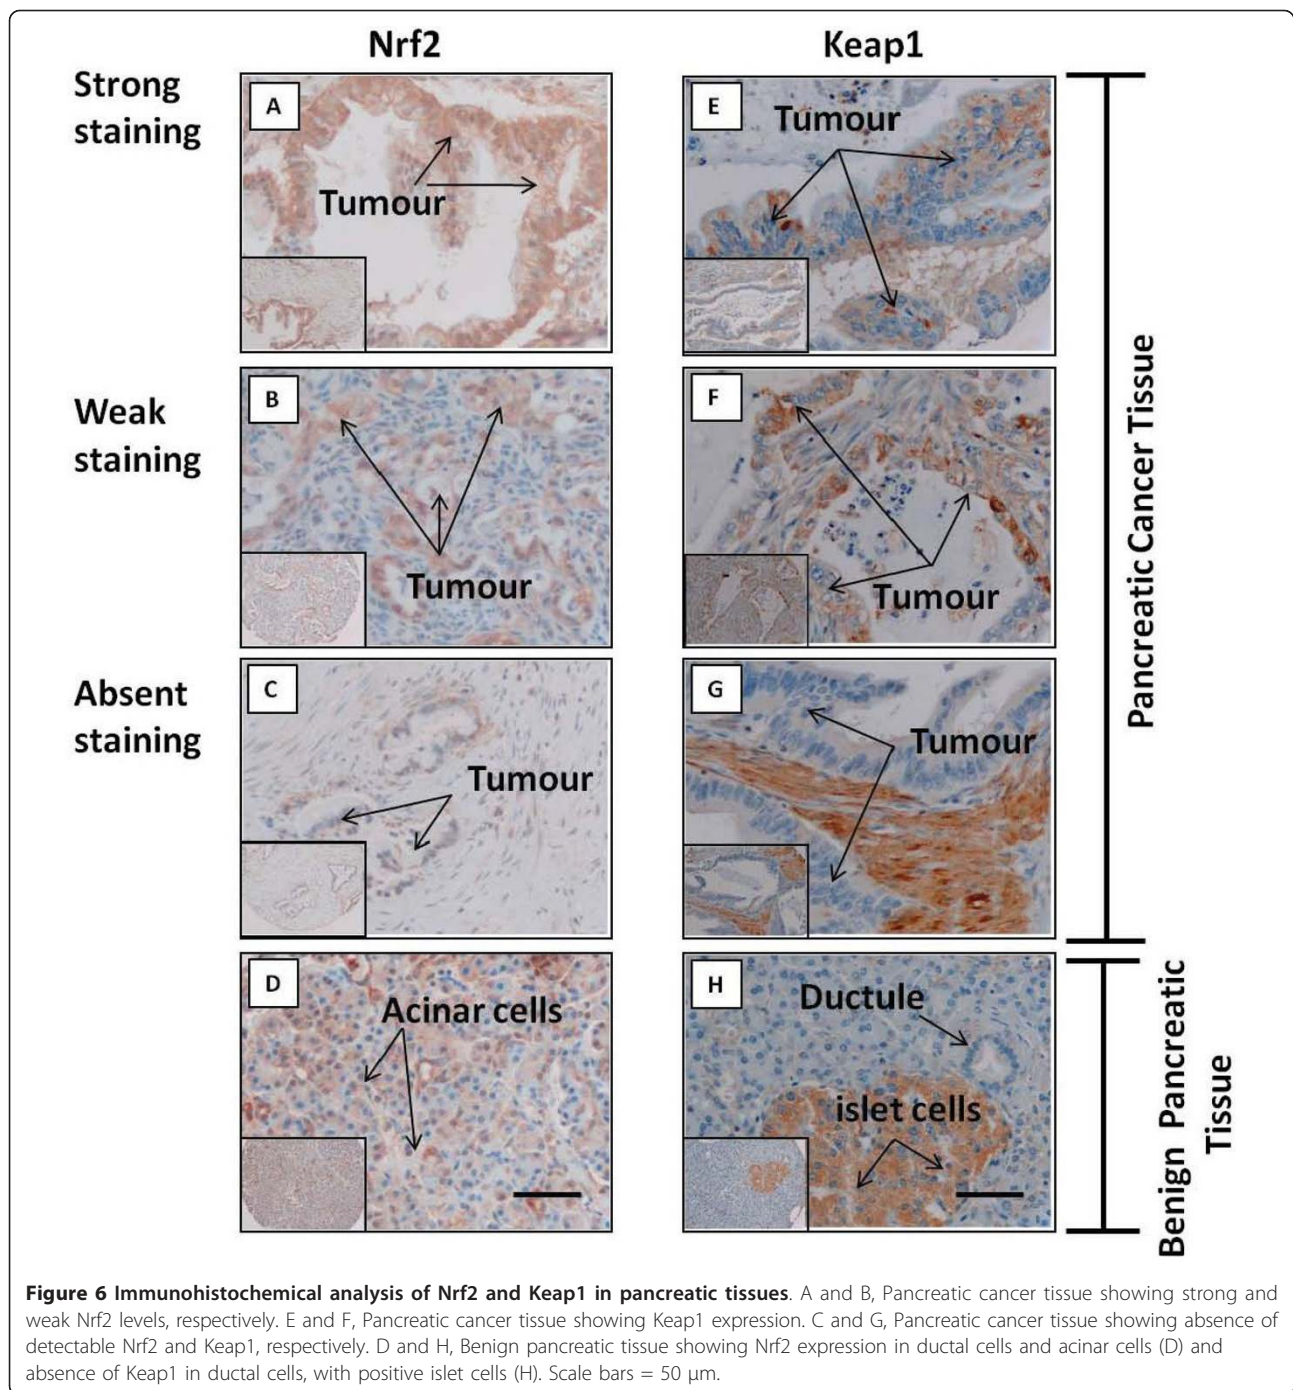 Nrf2
Keap1
Strong
staining
A
Tumour
E
Tumour
Weak
staining
B
Tumour
F
Tumour
Absent
staining
C
Tumour
G
Tumour
Pancreatic Cancer Tissue
D
Acinar cells
H
Ductule
islet cells
Benign Pancreatic
Tissue
Figure 6 Immunohistochemical analysis of Nrf2 and Keap1 in pancreatic tissues. A and B, Pancreatic cancer tissue showing strong and
weak Nrf2 levels, respectively. E and F, Pancreatic cancer tissue showing Keap1 expression. C and G, Pancreatic cancer tissue showing absence of
detectable Nrf2 and Keap1, respectively. D and H, Benign pancreatic tissue showing Nrf2 expression in ductal cells and acinar cells (D) and
absence of Keap1 in ductal cells, with positive islet cells (H). Scale bars = 50 μm.